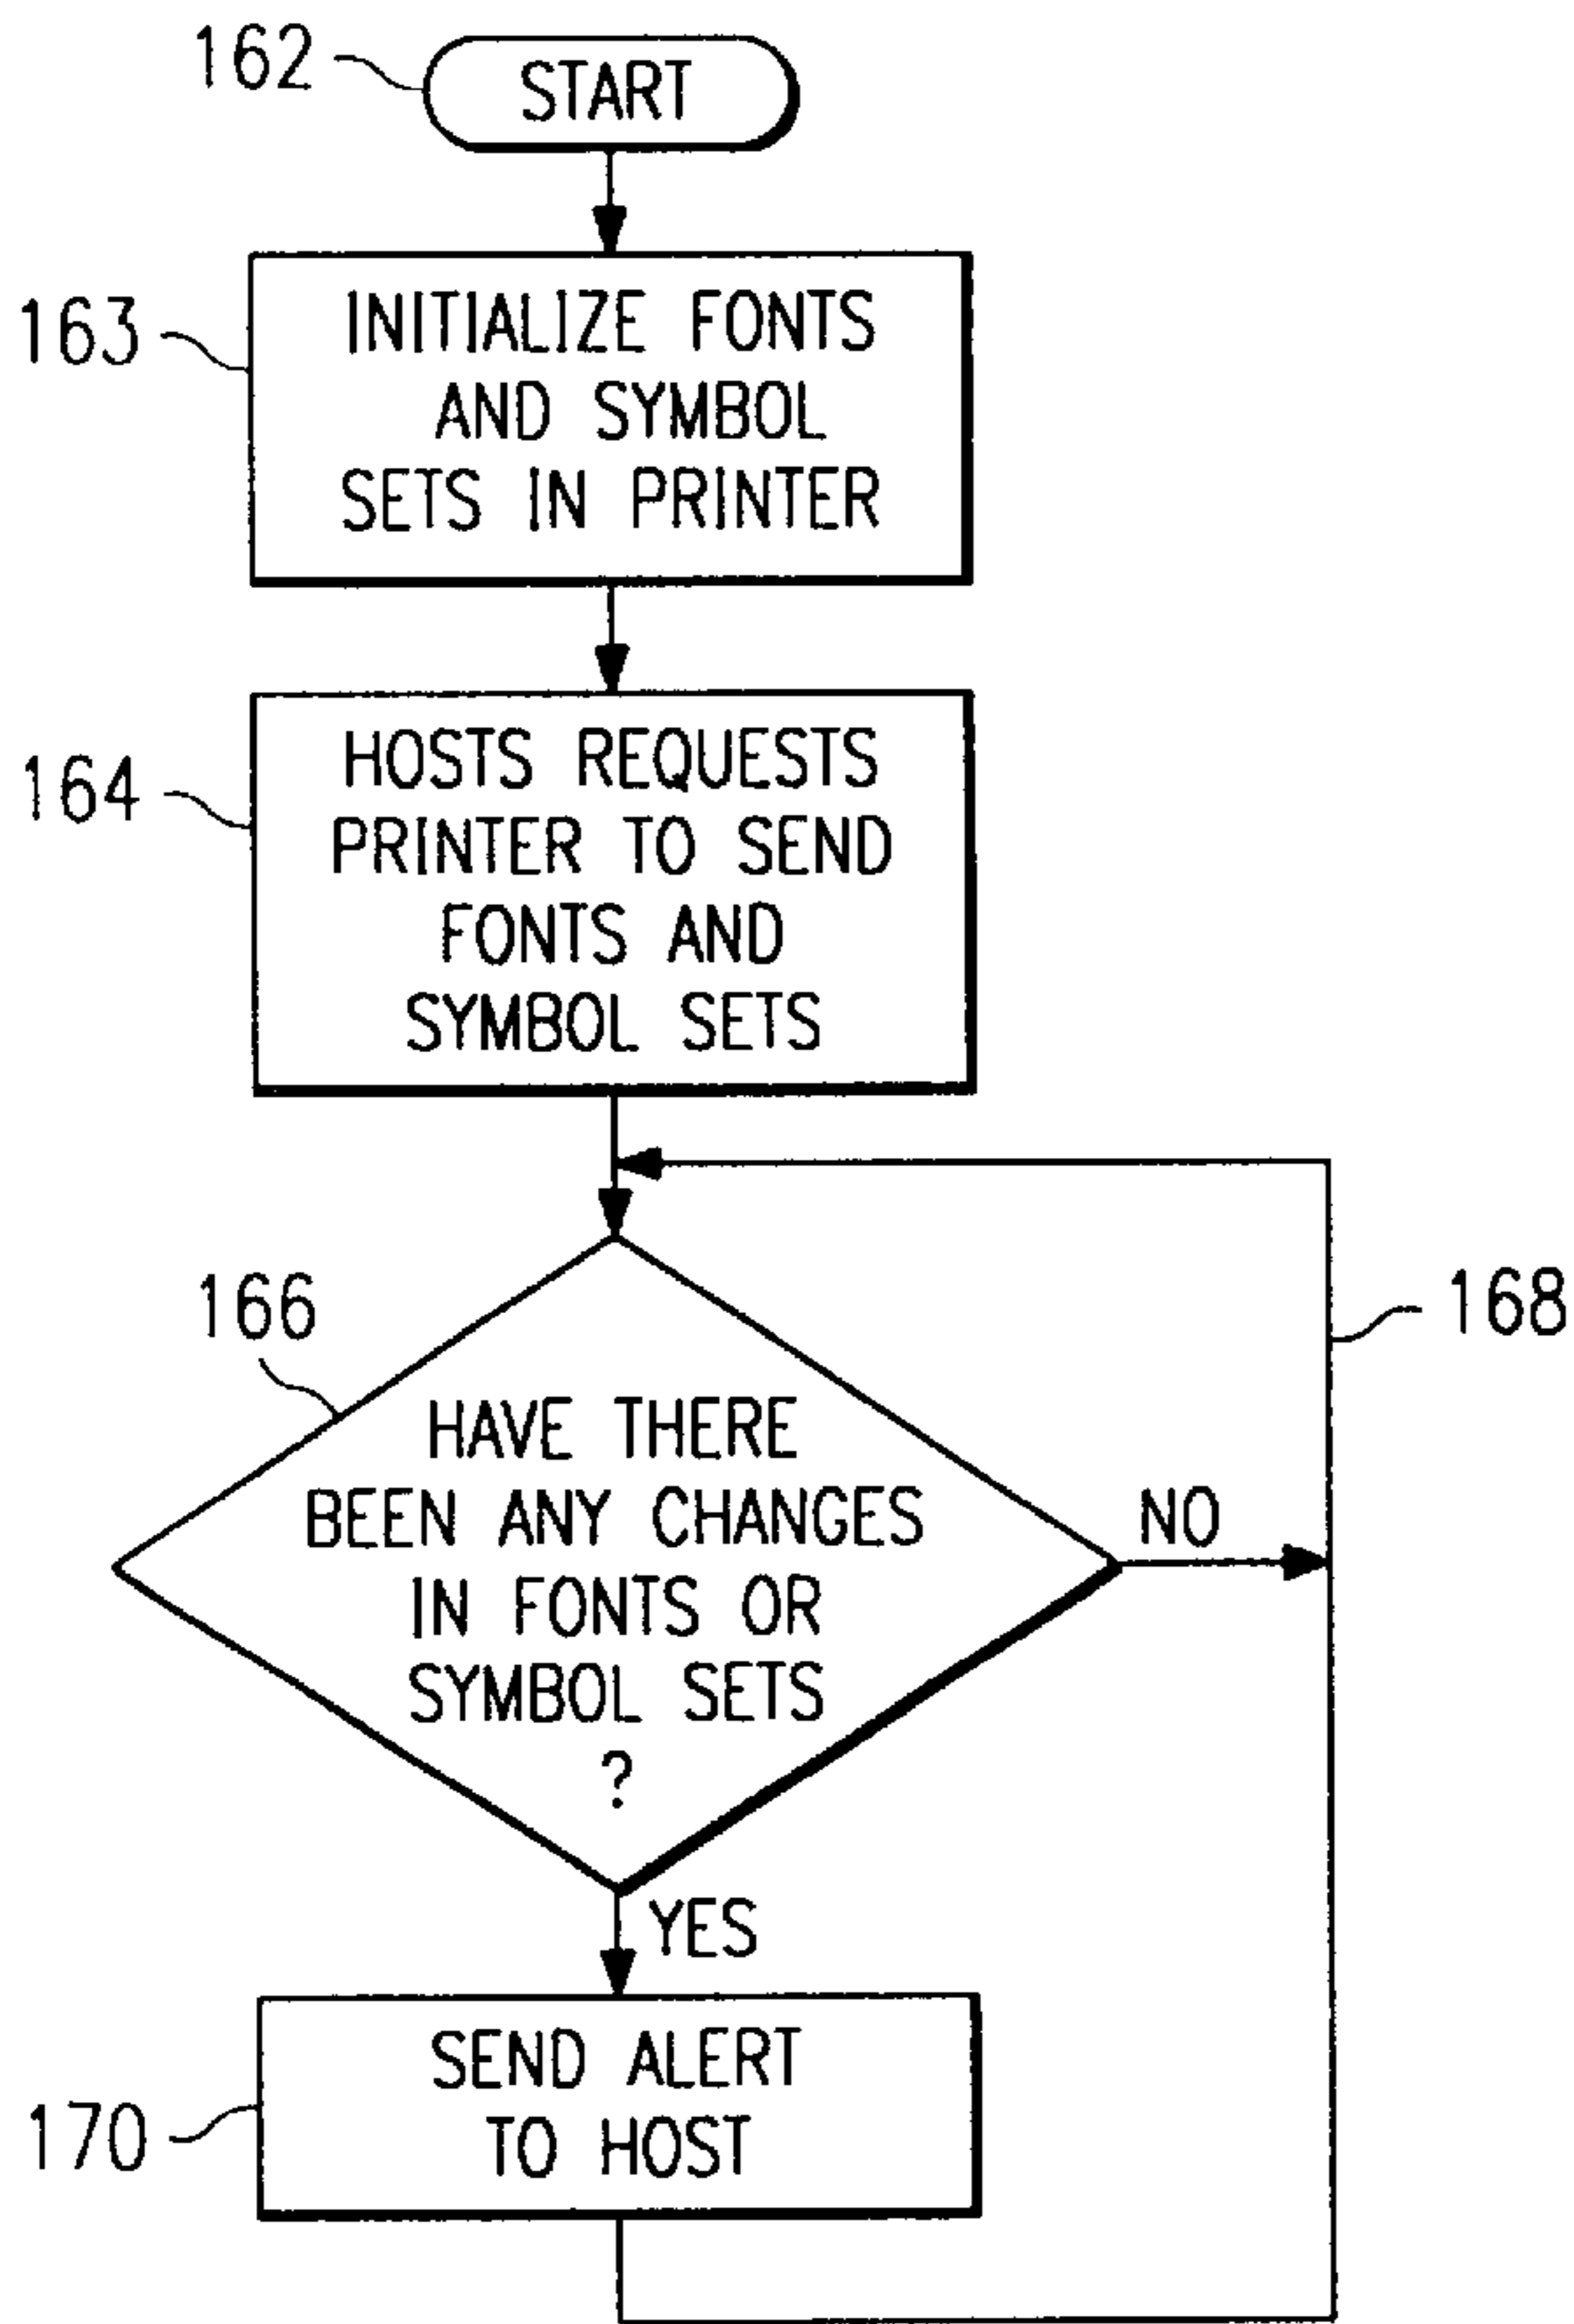 162
START
163
INITIALIZE FONTS
AND SYMBOL
SETS IN PRINTER
164
HOSTS REQUESTS
PRINTER TO SEND
FONTS AND
SYMBOL SETS
166
168
HAVE THERE
BEEN ANY CHANGES
IN FONTS OR
SYMBOL SETS
?
NO
YES
170
SEND ALERT
TO HOST